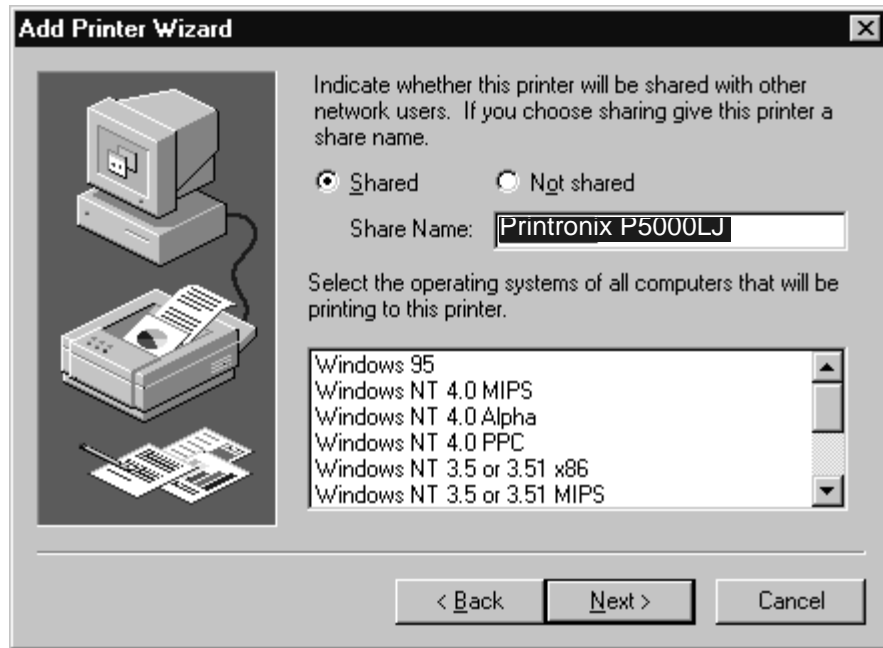 Add Printer Wizard
Indicate whether this printer will be shared with other
network users.  If you choose sharing give this printer a
share name.
Shared Not shared
Share Name: Printronix P5000LJ
Select the operating systems of all computers that will be
printing to this printer.
Windows 95
Windows NT 4.0 MIPS
Windows NT 4.0 Alpha
Windows NT 4.0 PPC
Windows NT 3.5 or 3.51 x86
Windows NT 3.5 or 3.51 MIPS
< Back Next > Cancel